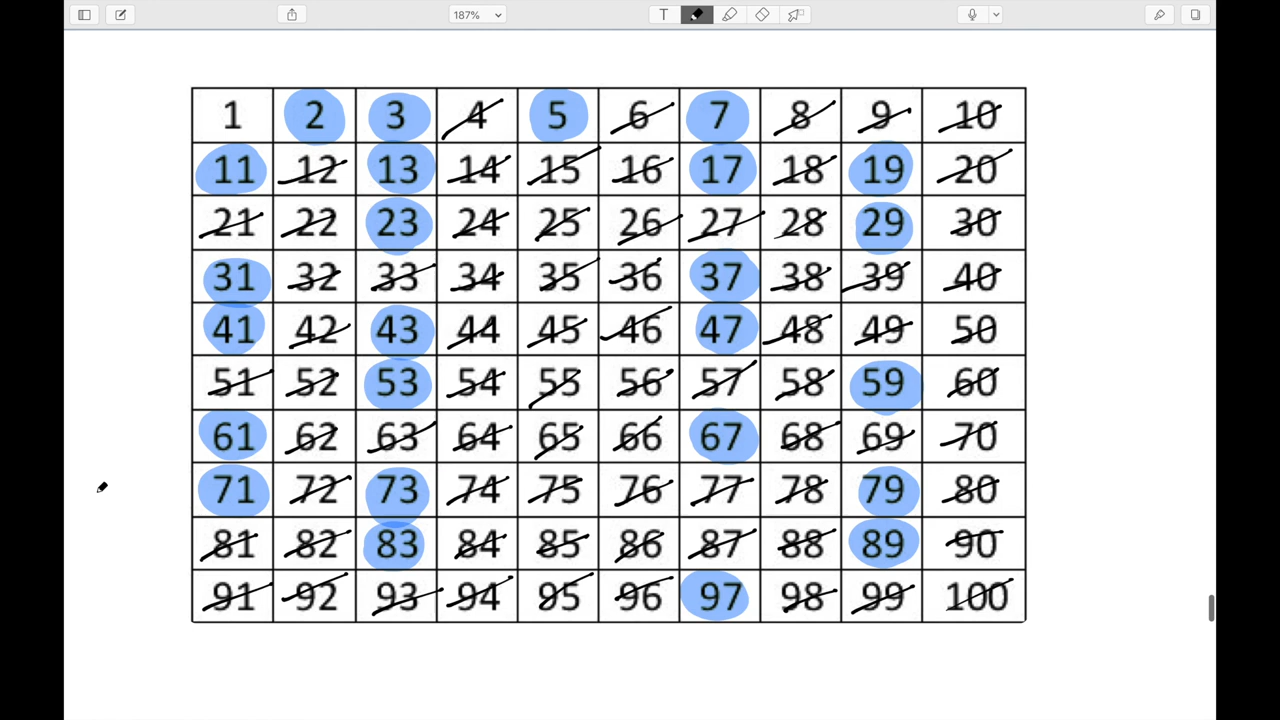 187%
T
1 2 3 4 5 6 7 8 9 10
11 12 13 14 15 16 17 18 19 20
21 22 23 24 25 26 27 28 29 30
31 32 33 34 35 36 37 38 39 40
41 42 43 44 45 46 47 48 49 50
51 52 53 54 55 56 57 58 59 60
61 62 63 64 65 66 67 68 69 70
71 72 73 74 75 76 77 78 79 80
81 82 83 84 85 86 87 88 89 90
91 92 93 94 95 96 97 98 99 100